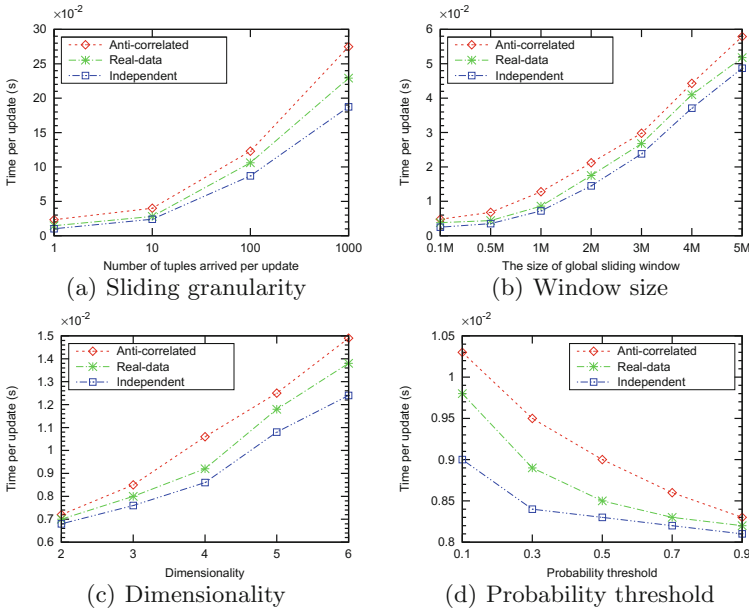 ×10⁻²
30
25
20
15
10
5
0
Time per update (s)
Anti-correlated
Real-data
Independent
1 10 100 1000
Number of tuples arrived per update
(a) Sliding granularity
×10⁻²
6
5
4
3
2
1
0
Time per update (s)
Anti-correlated
Real-data
Independent
0.1M 0.5M 1M 2M 3M 4M 5M
The size of global sliding window
(b) Window size
×10⁻²
1.5
1.4
1.3
1.2
1.1
1
0.9
0.8
0.7
0.6
Time per update (s)
Anti-correlated
Real-data
Independent
2 3 4 5 6
Dimensionality
(c) Dimensionality
×10⁻²
1.05
1
0.95
0.9
0.85
0.8
Time per update (s)
Anti-correlated
Real-data
Independent
0.1 0.3 0.5 0.7 0.9
Probability threshold
(d) Probability threshold